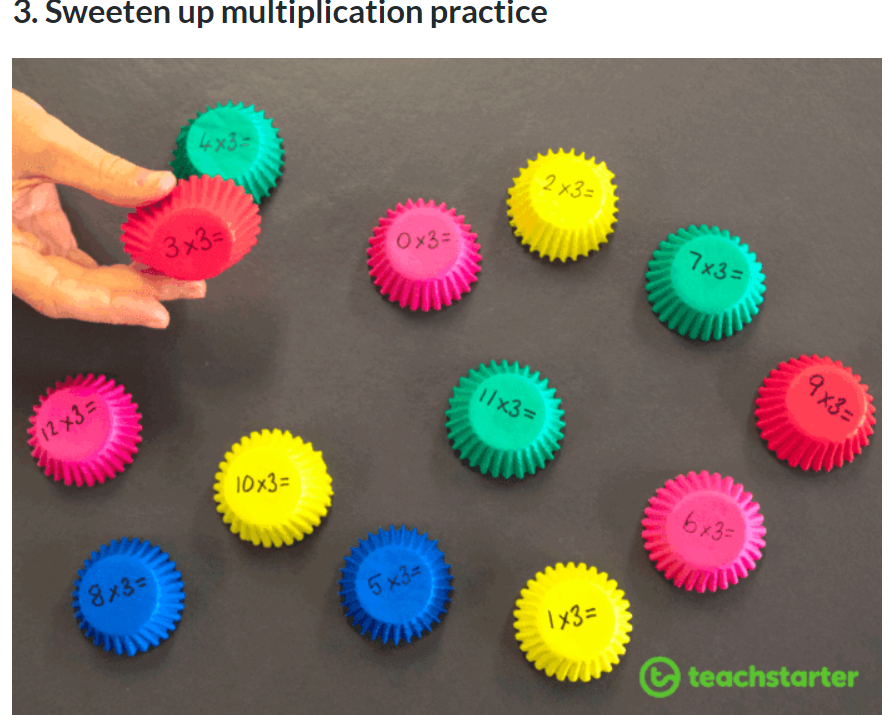 3. Sweeten up multiplication practice
4x3=
3x3=
0x3=
2x3=
7x3=
12x3=
10x3=
11x3=
9x3=
8x3=
5x3=
1x3=
6x3=
teachstarter